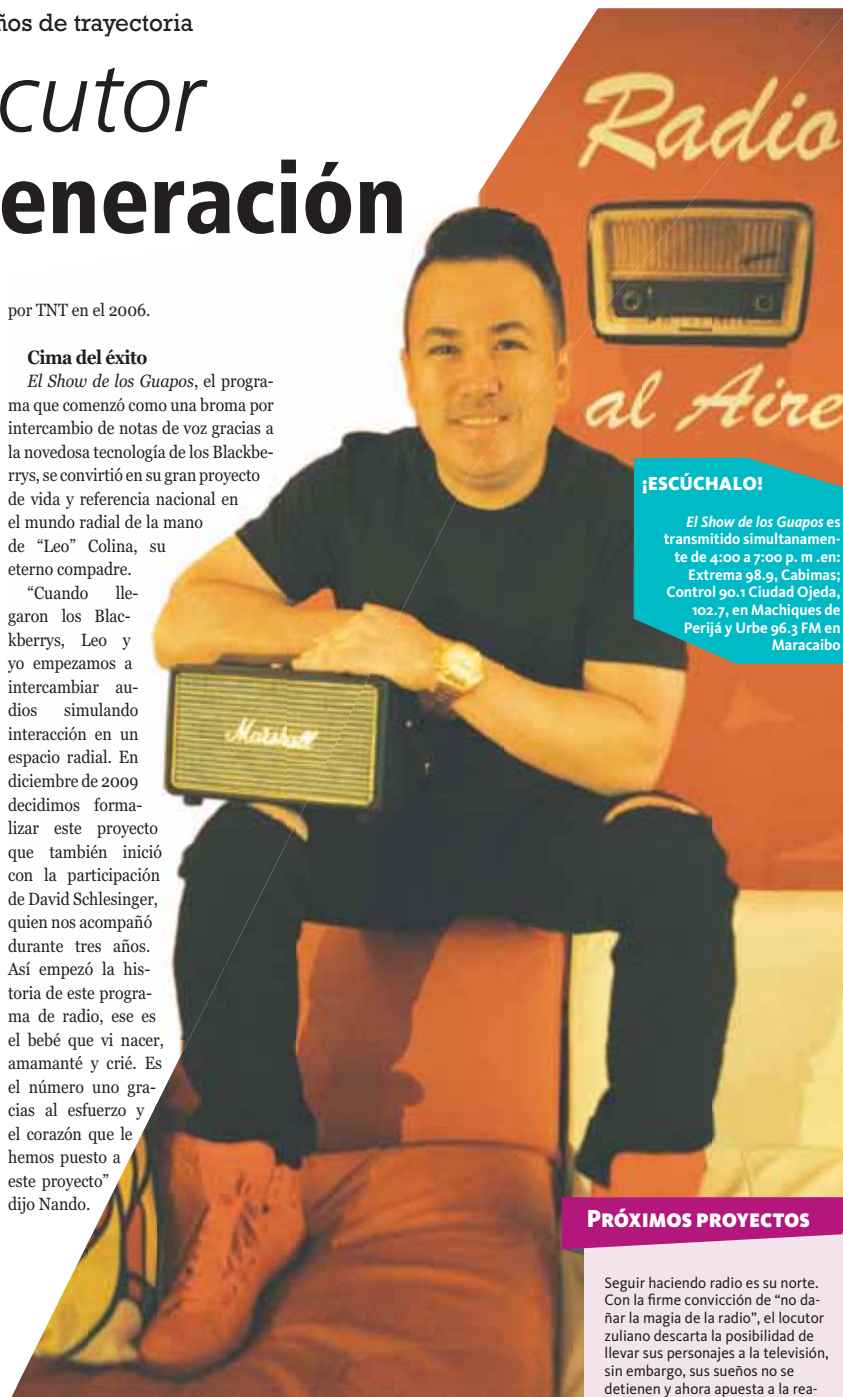 ños de trayectoria
cutor
eneración
por TNT en el 2006.
Cima del éxito
El Show de los Guapos, el progra-
ma que comenzó como una broma por
intercambio de notas de voz gracias a
la novedosa tecnología de los Blackbe-
rrys, se convirtió en su gran proyecto
de vida y referencia nacional en
el mundo radial de la mano
de “Leo” Colina, su
eterno compadre.
“Cuando lle-
garon los Blac-
kberrys, Leo y
yo empezamos a
intercambiar au-
dios simulando
interacción en un
espacio radial. En
diciembre de 2009
decidimos forma-
lizar este proyecto
que también inició
con la participación
de David Schlesinger,
quien nos acompañó
durante tres años.
Así empezó la his-
toria de este progra-
ma de radio, ese es
el bebé que vi nacer,
amamanté y crié. Es
el número uno gra-
cias al esfuerzo y
el corazón que le
hemos puesto a
este proyecto”
dijo Nando.
Radio
al Aire
Marshall
¡ESCÚCHALO!
El Show de los Guapos es
transmitido simultanamen-
te de 4:00 a 7:00 p. m .en:
Extrema 98.9, Cabimas;
Control 90.1 Ciudad Ojeda,
102.7, en Machiques de
Perijá y Urbe 96.3 FM en
Maracaibo
PRÓXIMOS PROYECTOS
Seguir haciendo radio es su norte.
Con la firme convicción de “no da-
ñar la magia de la radio”, el locutor
zuliano descarta la posibilidad de
llevar sus personajes a la televisión,
sin embargo, sus sueños no se
detienen y ahora apuesta a la rea-